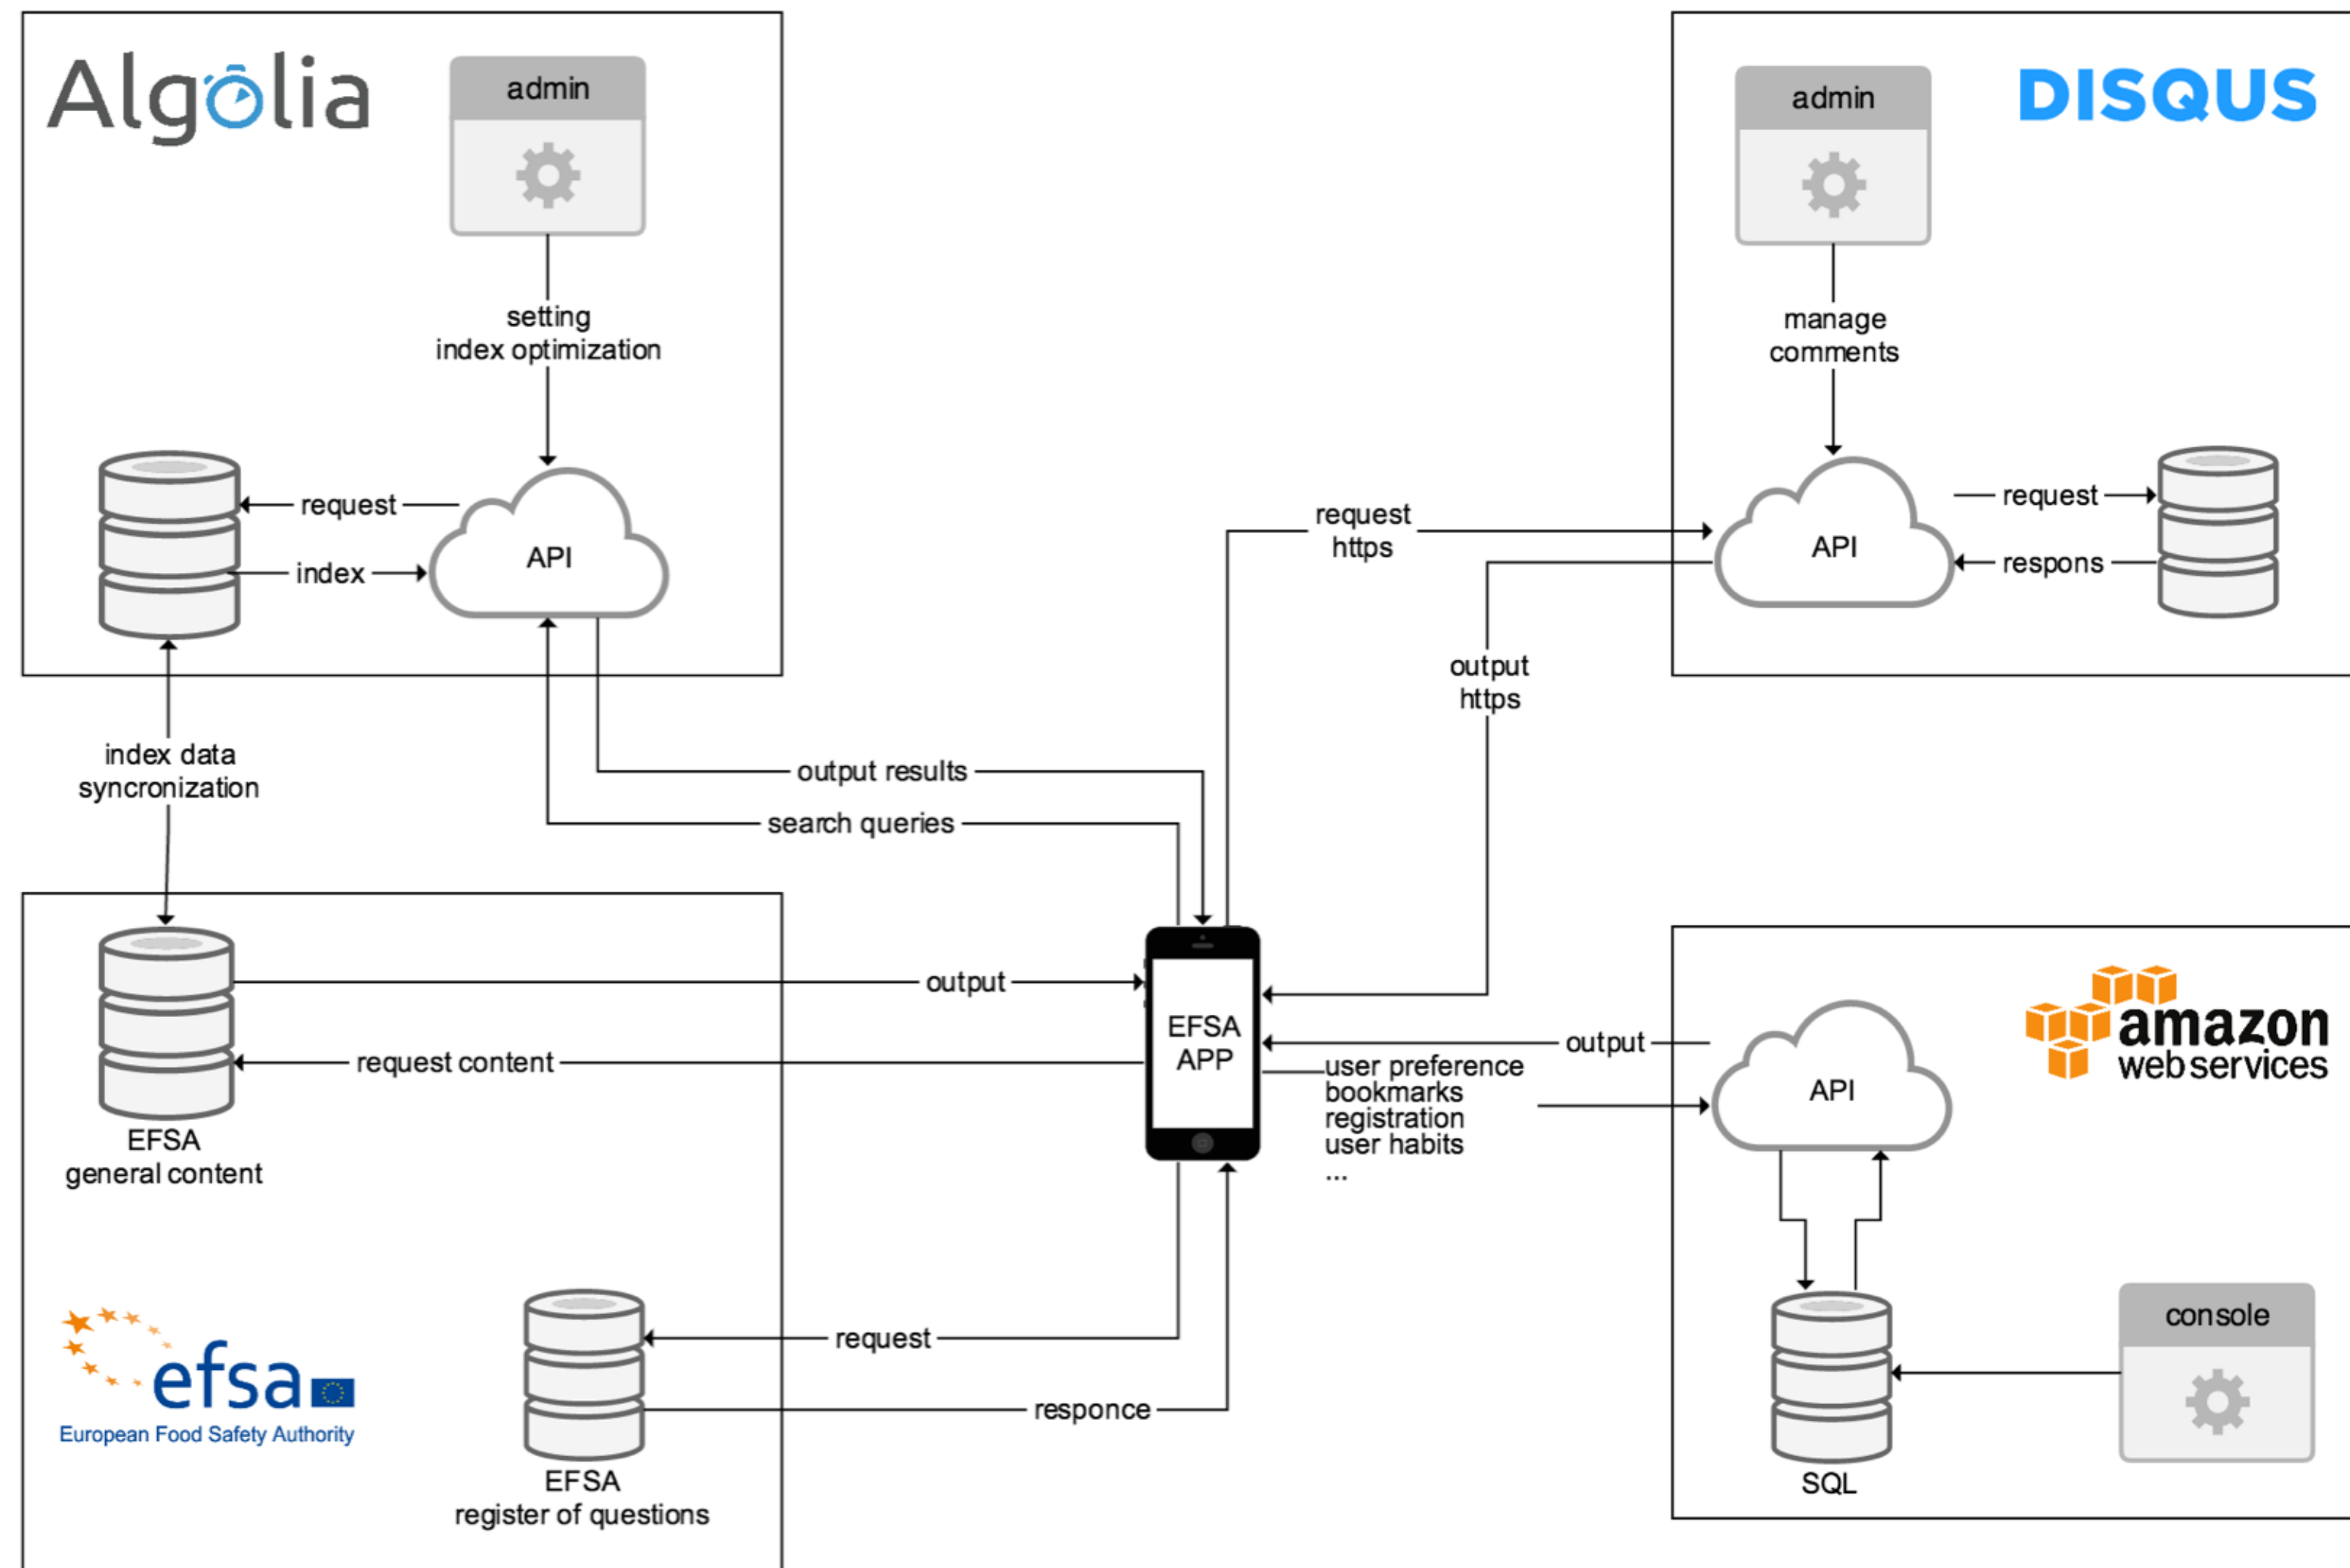 Algolia
admin
setting
index optimization
request
index
API
index data
syncronization
output results
search queries
DISQUS
admin
manage
comments
API
request
respons
request
https
output
https
EFSA
general content
output
request content
EFSA
APP
efsa
European Food Safety Authority
EFSA
register of questions
request
responce
output
user preference
bookmarks
registration
user habits
...
API
amazon
webservices
SQL
console